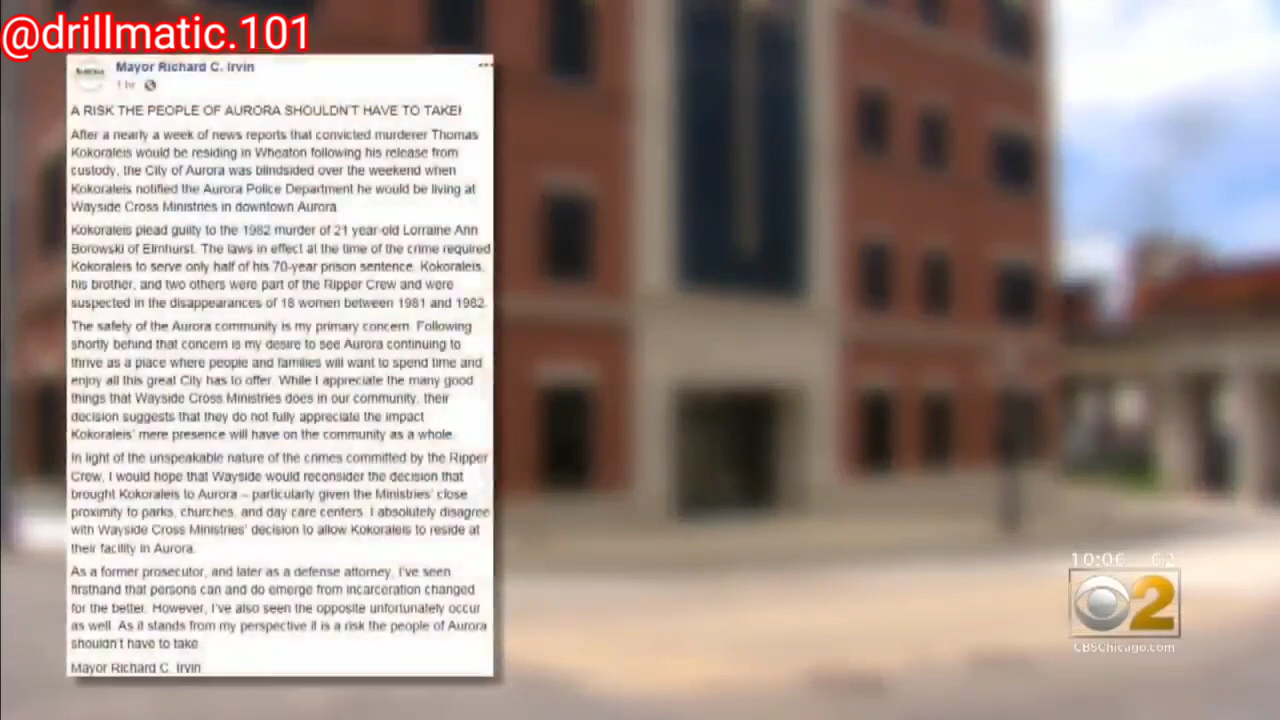 @drillmatic.101
Mayor Richard C. Irvin
1 hr
A RISK THE PEOPLE OF AURORA SHOULDN'T HAVE TO TAKE!
After a nearly a week of news reports that convicted murderer Thomas
Kokoraleis would be residing in Wheaton following his release from
custody, the City of Aurora was blindsided over the weekend when
Kokoraleis notified the Aurora Police Department he would be living at
Wayside Cross Ministries in downtown Aurora.
Kokoraleis plead guilty to the 1982 murder of 21 year-old Lorraine Ann
Borowski of Elmhurst. The laws in effect at the time of the crime required
Kokoraleis to serve only half of his 70-year prison sentence. Kokoraleis,
his brother, and two others were part of the Ripper Crew and were
suspected in the disappearances of 18 women between 1981 and 1982.
The safety of the Aurora community is my primary concern. Following
shortly behind that concern is my desire to see Aurora continuing to
thrive as a place where people and families will want to spend time and
enjoy all this great City has to offer. While I appreciate the many good
things that Wayside Cross Ministries does in our community, their
decision suggests that they do not fully appreciate the impact
Kokoraleis' mere presence will have on the community as a whole.
In light of the unspeakable nature of the crimes committed by the Ripper
Crew, I would hope that Wayside would reconsider the decision that
brought Kokoraleis to Aurora – particularly given the Ministries' close
proximity to parks, churches, and day care centers. I absolutely disagree
with Wayside Cross Ministries' decision to allow Kokoraleis to reside at
their facility in Aurora.
As a former prosecutor, and later as a defense attorney, I've seen
firsthand that persons can and do emerge from incarceration changed
for the better. However, I've also seen the opposite unfortunately occur
as well. As it stands from my perspective it is a risk the people of Aurora
shouldn't have to take.
Mayor Richard C. Irvin
10:06 62
2
CBSChicago.com